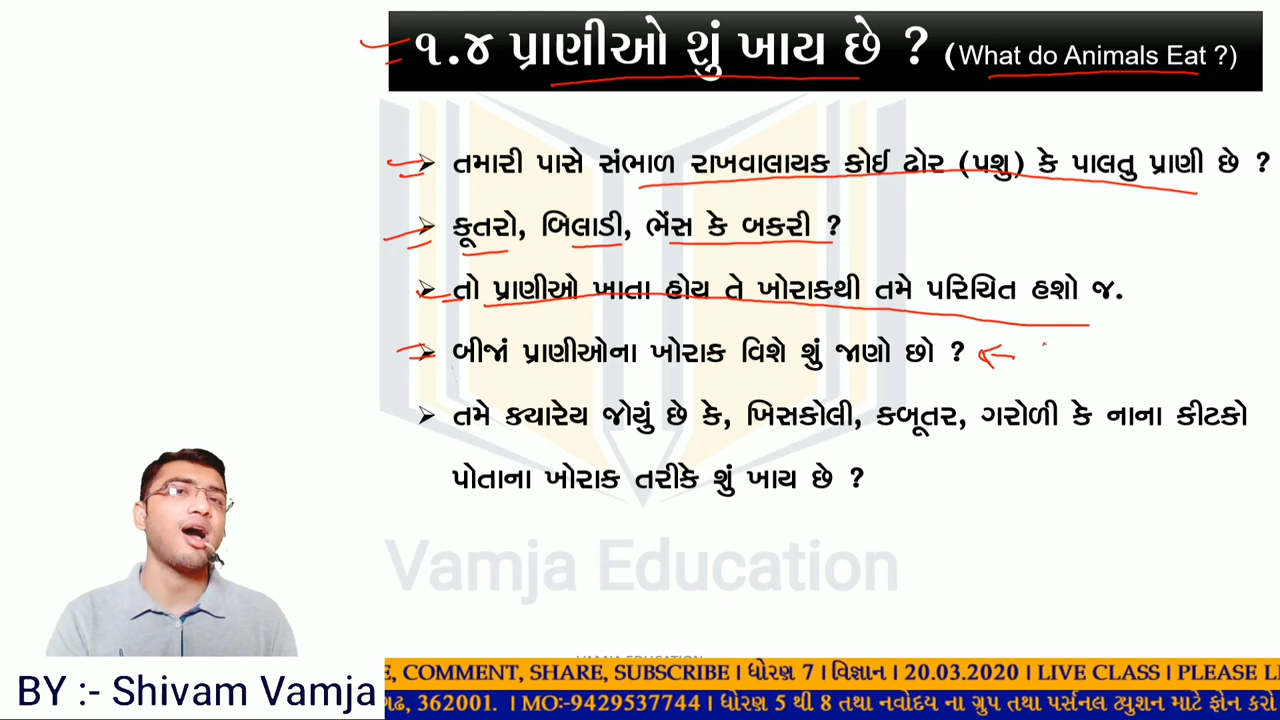 ૧.૪ પ્રાણીઓ શું ખાય છે ? (What do Animals Eat ?)
➢ તમારી પાસે સંભાળ રાખવાલાયક કોઈ ઢોર (પશુ) કે પાલતુ પ્રાણી છે ?
➢ કૂતરો, બિલાડી, ભેંસ કે બકરી ?
➢ તો પ્રાણીઓ ખાતા હોય તે ખોરાકથી તમે પરિચિત હશો જ.
➢ બીજાં પ્રાણીઓના ખોરાક વિશે શું જાણો છો ?
➢ તમે ક્યારેય જોયું છે કે, ખિસકોલી, કબૂતર, ગરોળી કે નાના કીટકો
પોતાના ખોરાક તરીકે શું ખાય છે ?
Vamja Education
VAMJA EDUCATION
BY :- Shivam Vamja
COMMENT, SHARE, SUBSCRIBE । ધોરણ 7 । વિજ્ઞાન । 20.03.2020 । LIVE CLASS । PLEASE
362001. । MO:-9429537744 । ધોરણ 5 થી 8 તથા નવોદય ના ગ્રુપ તથા પર્સનલ ટ્યુશન માટે ફોન કરો